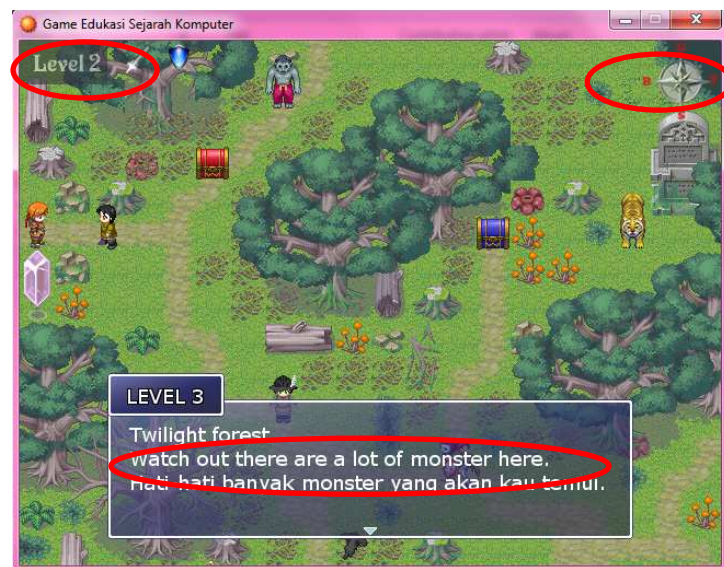 Game Edukasi Sejarah Komputer
Level 2
U
B
S
LEVEL 3
Twilight forest
Watch out there are a lot of monster here.
Hati-hati banyak monster yang akan kau temui.